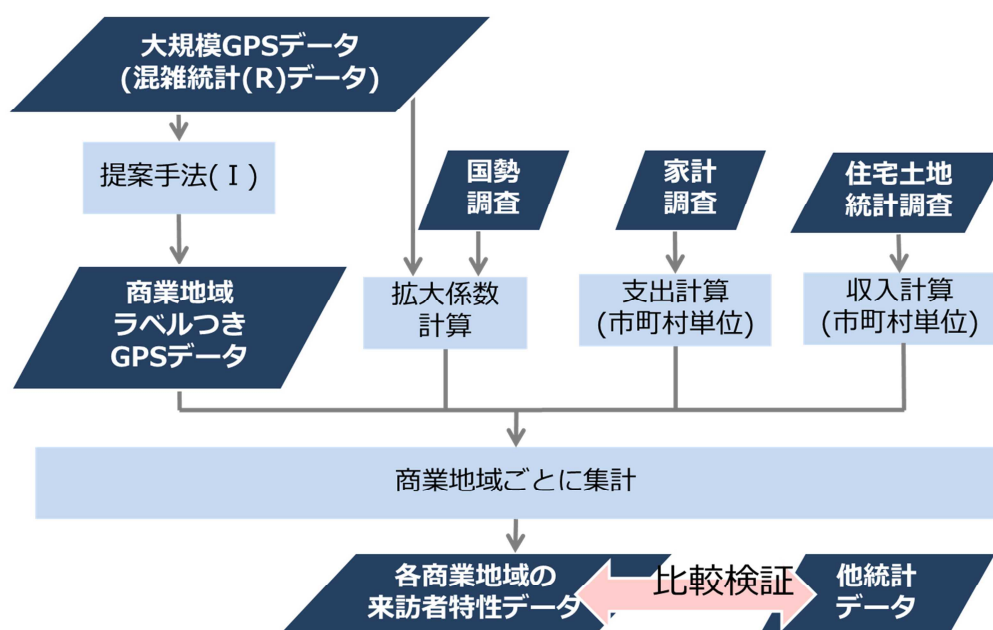 大規模GPSデータ
(混雑統計(R)データ)
提案手法(Ⅰ)
国勢
調査
家計
調査
住宅土地
統計調査
商業地域
ラベルつき
GPSデータ
拡大係数
計算
支出計算
(市町村単位)
収入計算
(市町村単位)
商業地域ごとに集計
各商業地域の
来訪者特性データ
比較検証
他統計
データ